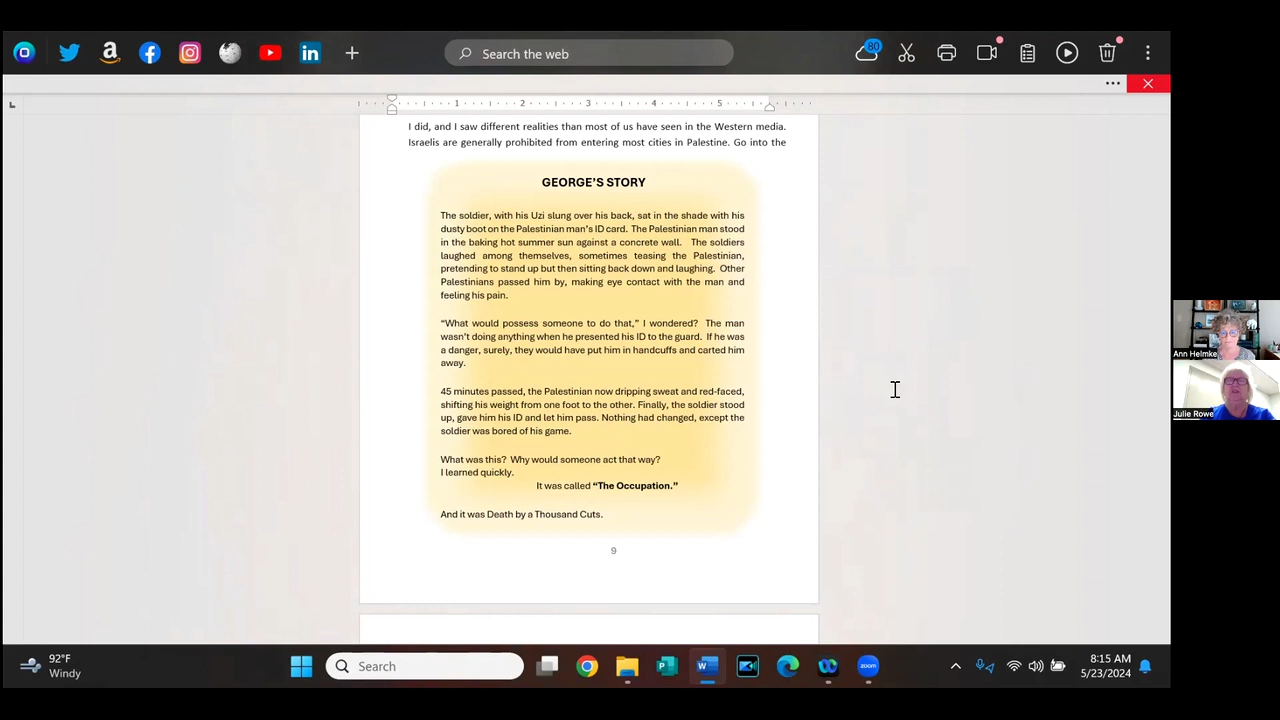 Search the web
80
1 2 3 4 5
I did, and I saw different realities than most of us have seen in the Western media.
Israelis are generally prohibited from entering most cities in Palestine. Go into the
GEORGE'S STORY
The soldier, with his Uzi slung over his back, sat in the shade with his
dusty boot on the Palestinian man's ID card. The Palestinian man stood
in the baking hot summer sun against a concrete wall. The soldiers
laughed among themselves, sometimes teasing the Palestinian,
pretending to stand up but then sitting back down and laughing. Other
Palestinians passed him by, making eye contact with the man and
feeling his pain.
“What would possess someone to do that,” I wondered? The man
wasn't doing anything when he presented his ID to the guard. If he was
a danger, surely, they would have put him in handcuffs and carted him
away.
45 minutes passed, the Palestinian now dripping sweat and red-faced,
shifting his weight from one foot to the other. Finally, the soldier stood
up, gave him his ID and let him pass. Nothing had changed, except the
soldier was bored of his game.
What was this? Why would someone act that way?
I learned quickly.
It was called “The Occupation.”
And it was Death by a Thousand Cuts.
9
Ann Helmke
Julie Rowe
92°F
Windy
Search
zoom
8:15 AM
5/23/2024